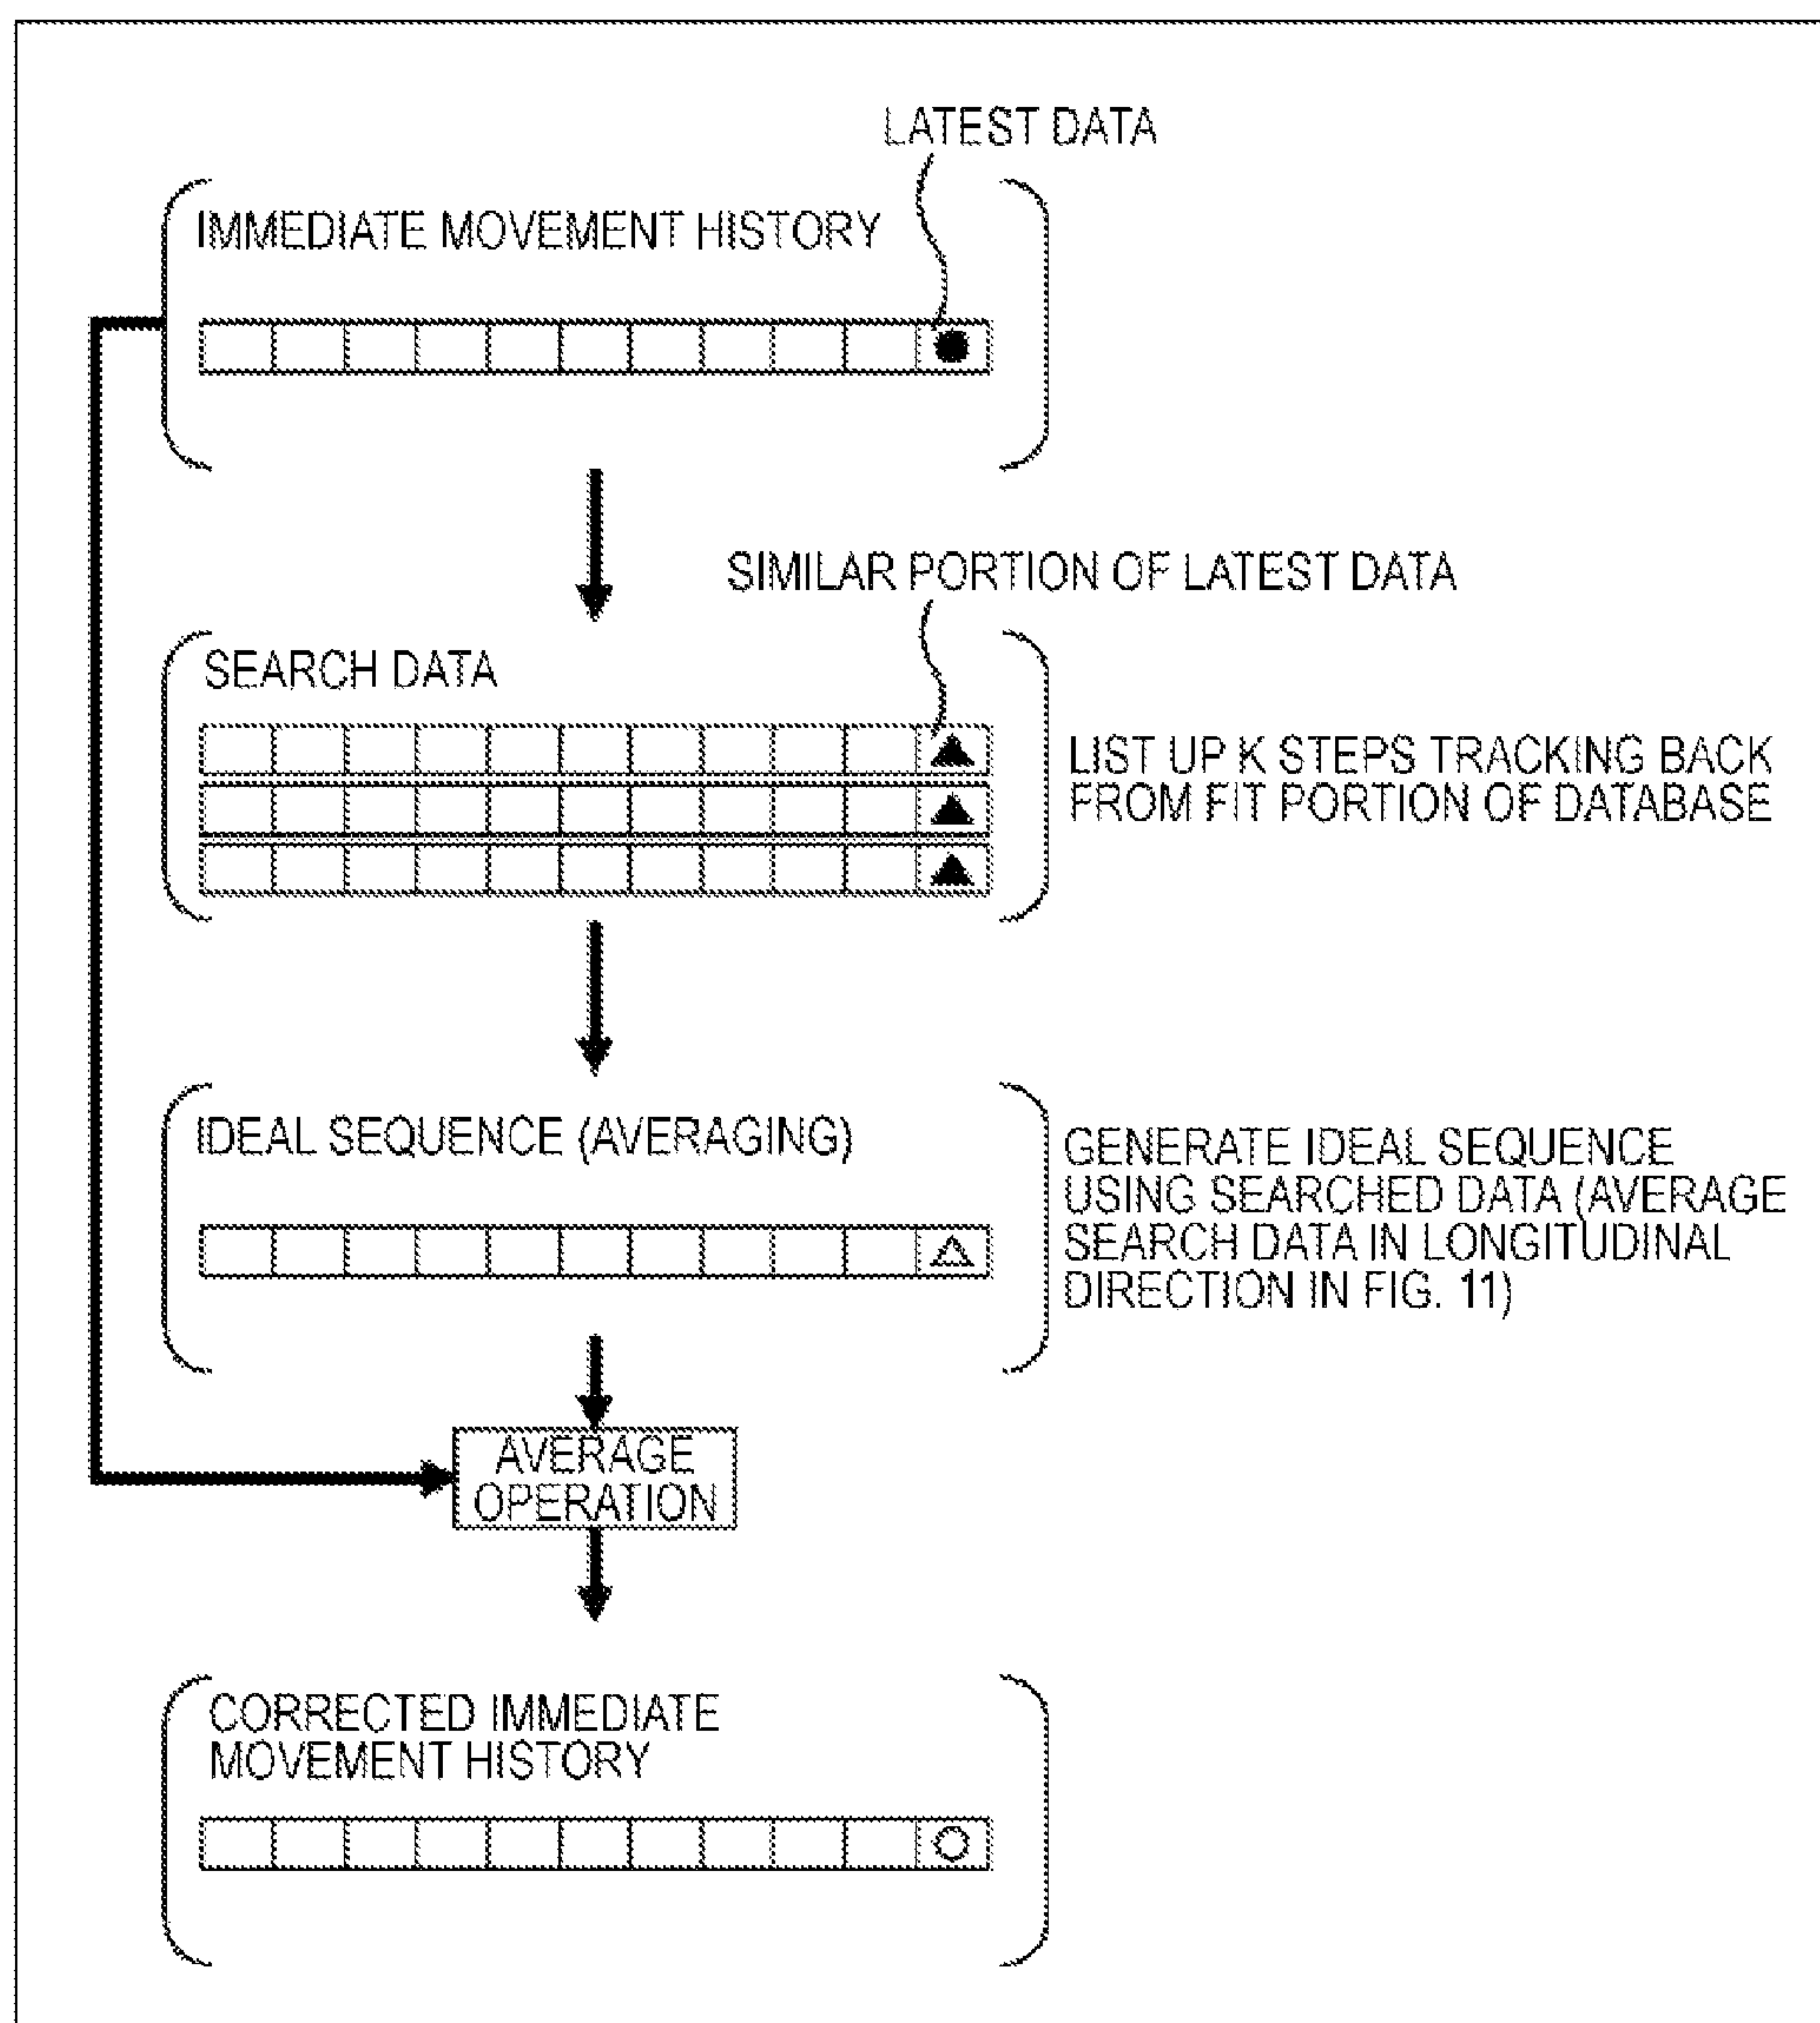 LATEST DATA
IMMEDIATE MOVEMENT HISTORY
SIMILAR PORTION OF LATEST DATA
SEARCH DATA
LIST UP K STEPS TRACKING BACK
FROM FIT PORTION OF DATABASE
IDEAL SEQUENCE (AVERAGING)
GENERATE IDEAL SEQUENCE
USING SEARCHED DATA (AVERAGE
SEARCH DATA IN LONGITUDINAL
DIRECTION IN FIG. 11)
AVERAGE
OPERATION
CORRECTED IMMEDIATE
MOVEMENT HISTORY